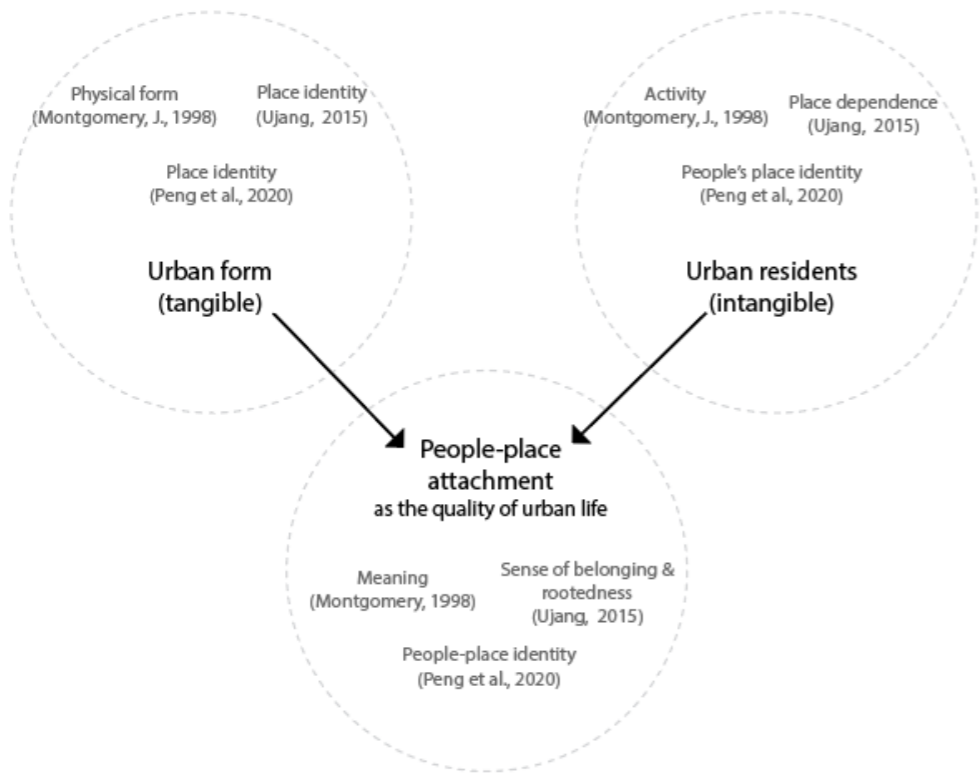 Physical form
(Montgomery, J., 1998)
Place identity
(Ujang, 2015)
Place identity
(Peng et al., 2020)
Urban form
(tangible)
Activity
(Montgomery, J., 1998)
Place dependence
(Ujang, 2015)
People's place identity
(Peng et al., 2020)
Urban residents
(intangible)
People-place
attachment
as the quality of urban life
Meaning
(Montgomery, 1998)
Sense of belonging &
rootedness
(Ujang, 2015)
People-place identity
(Peng et al., 2020)